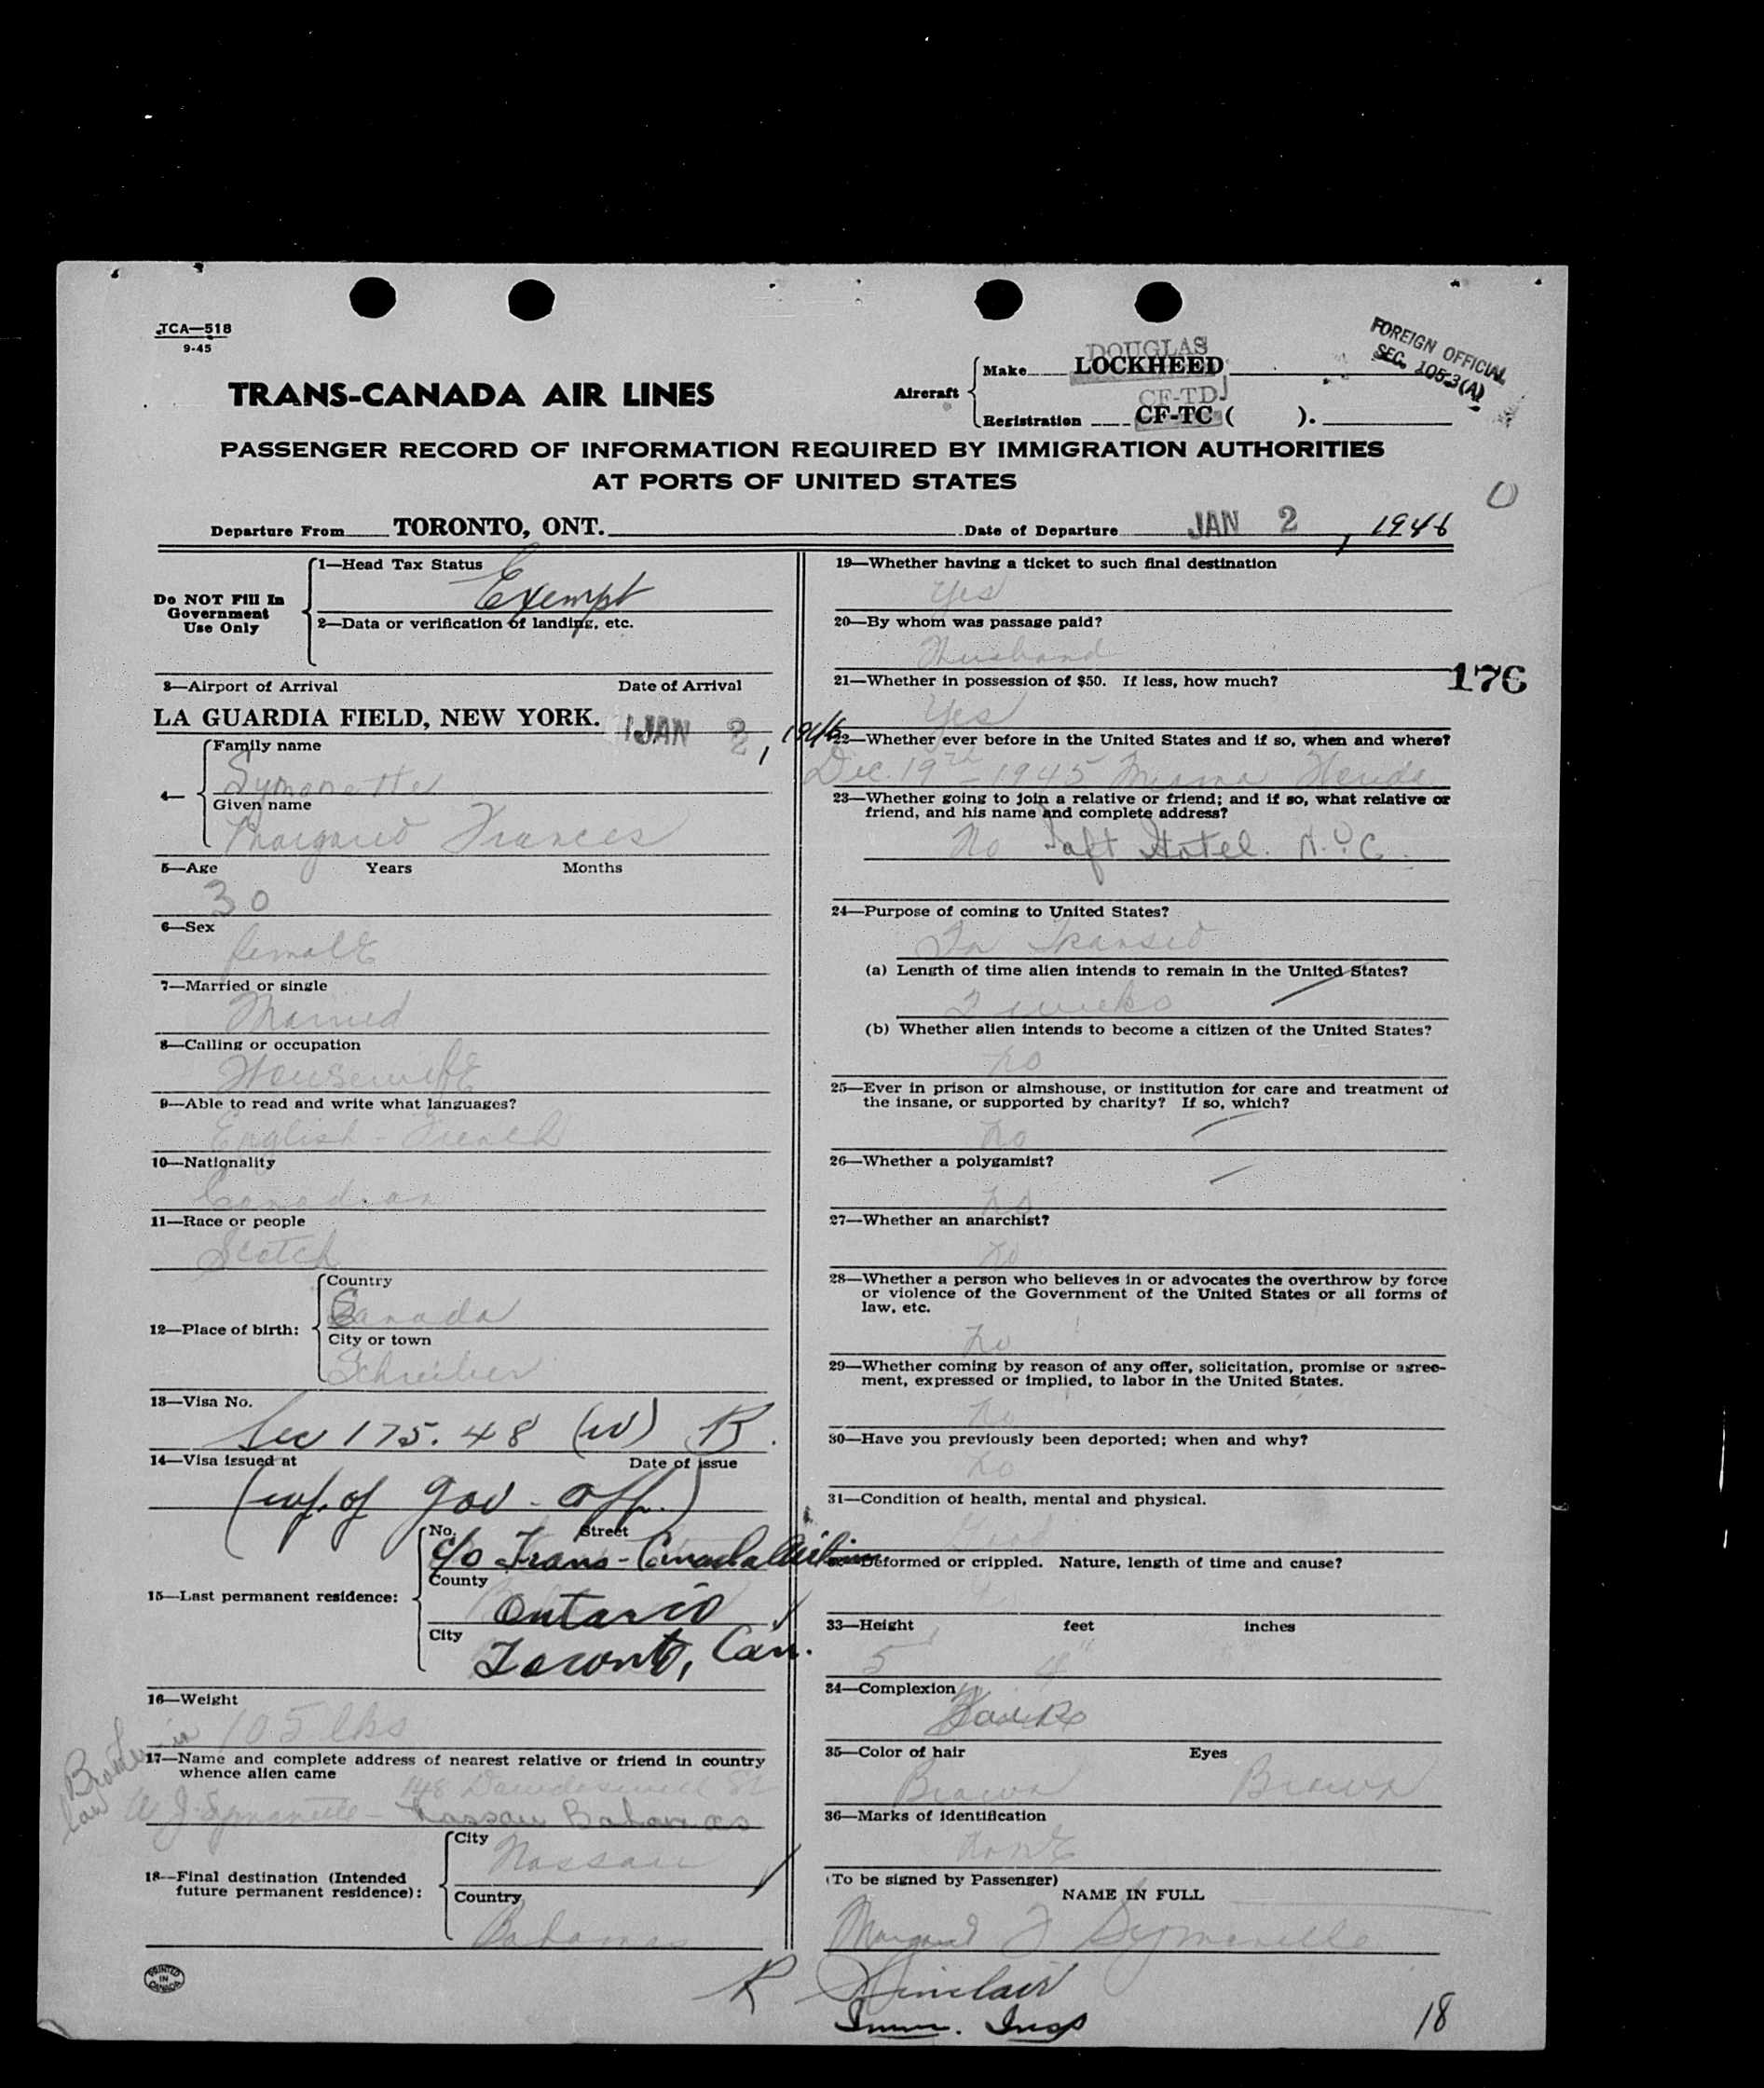 TCA—518
9-45
FOREIGN OFFICIAL
SEC. 105-3(A)
TRANS-CANADA AIR LINES
Aircraft
DOUGLAS
Make LOCKHEED
CF-TDJ
Registration CF-TC ( ).
PASSENGER RECORD OF INFORMATION REQUIRED BY IMMIGRATION AUTHORITIES
AT PORTS OF UNITED STATES
0
Departure From TORONTO, ONT. Date of Departure JAN 2, 1946
Do NOT Fill In
Government
Use Only
1—Head Tax Status
Exempt
2—Data or verification of landing, etc.
3—Airport of Arrival Date of Arrival
LA GUARDIA FIELD, NEW YORK. JAN 2, 1946
4—
Family name
Symonette
Given name
Margaret Frances
5—Age Years Months
30
6—Sex
female
7—Married or single
Married
8—Calling or occupation
Housewife
9—Able to read and write what languages?
English - French
10—Nationality
Canadian
11—Race or people
Scotch
12—Place of birth:
Country
Canada
City or town
Schreiber
13—Visa No.
Sec 175.48 (w) B.
14—Visa issued at Date of issue
(wf. of gov. off.)
15—Last permanent residence:
No. Street
c/o Trans-Canada Airlines
County
Ontario
City
Toronto, Can.
16—Weight
105 lbs
17—Name and complete address of nearest relative or friend in country
whence alien came
Brother in
law
W J. Symonette - 148 St
Nassau Bahamas
18—Final destination (Intended
future permanent residence):
City
Nassau
Country
Bahamas
PRINTED
IN
CANADA
19—Whether having a ticket to such final destination
Yes
20—By whom was passage paid?
Husband
176
21—Whether in possession of $50. If less, how much?
Yes
22—Whether ever before in the United States and if so, when and where?
Dec. 19th - 1945
23—Whether going to join a relative or friend; and if so, what relative or
friend, and his name and complete address?
No Taft Hotel. N.Y.C.
24—Purpose of coming to United States?
In Transit
(a) Length of time alien intends to remain in the United States?
2 weeks
(b) Whether alien intends to become a citizen of the United States?
no
25—Ever in prison or almshouse, or institution for care and treatment of
the insane, or supported by charity? If so, which?
no
26—Whether a polygamist?
no
27—Whether an anarchist?
no
28—Whether a person who believes in or advocates the overthrow by force
or violence of the Government of the United States or all forms of
law, etc.
no
29—Whether coming by reason of any offer, solicitation, promise or agree-
ment, expressed or implied, to labor in the United States.
no
30—Have you previously been deported; when and why?
no
31—Condition of health, mental and physical.
Good
32—Deformed or crippled. Nature, length of time and cause?
33—Height feet inches
5' 4"
34—Complexion
35—Color of hair Eyes
Brown Brown
36—Marks of identification
none
(To be signed by Passenger)
NAME IN FULL
Margaret F Symonette
R Sinclair
Imm. Insp
18